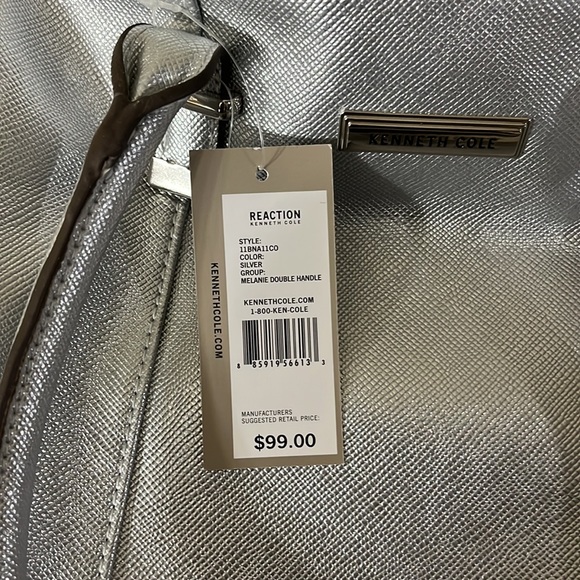 KENNETH COLE
REACTION
KENNETH COLE
STYLE:
11BNA11CO
COLOR:
SILVER
GROUP:
MELANIE DOUBLE HANDLE
KENNETHCOLE.COM
1-800-KEN-COLE
8 85919 56613 3
MANUFACTURERS
SUGGESTED RETAIL PRICE:
$99.00
KENNETHCOLE.COM